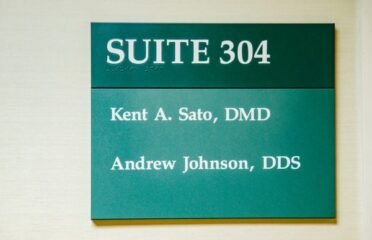 SUITE 304
Kent A. Sato, DMD
Andrew Johnson, DDS